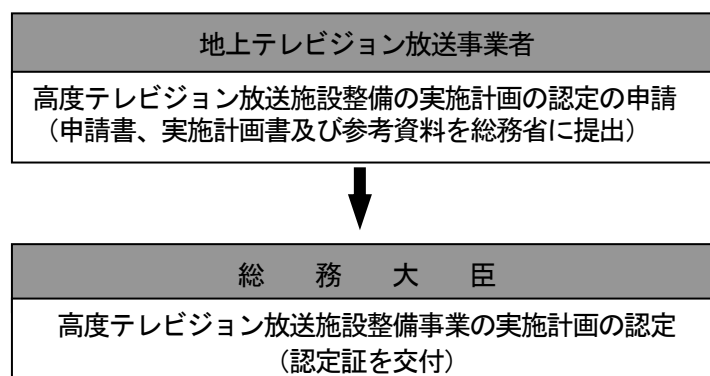 地上テレビジョン放送事業者
高度テレビジョン放送施設整備の実施計画の認定の申請
（申請書、実施計画書及び参考資料を総務省に提出）
総　務　大　臣
高度テレビジョン放送施設整備事業の実施計画の認定
（認定証を交付）